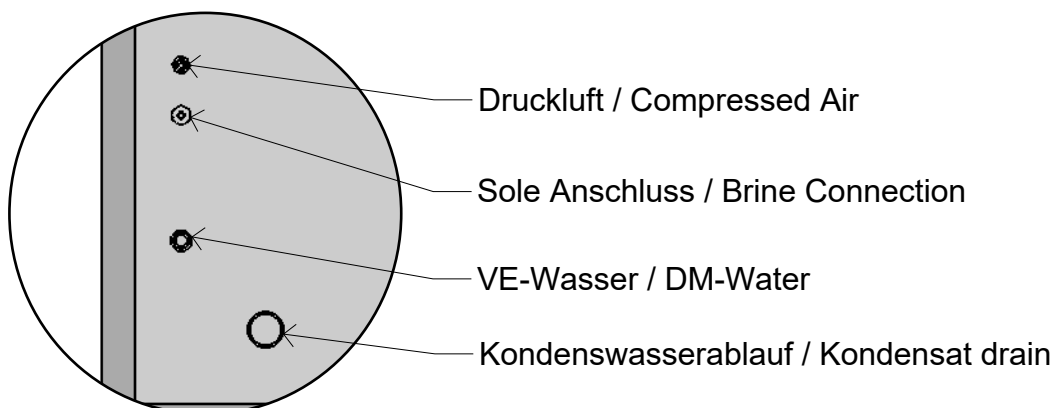 Druckluft / Compressed Air
Sole Anschluss / Brine Connection
VE-Wasser / DM-Water
Kondenswasserablauf / Kondensat drain